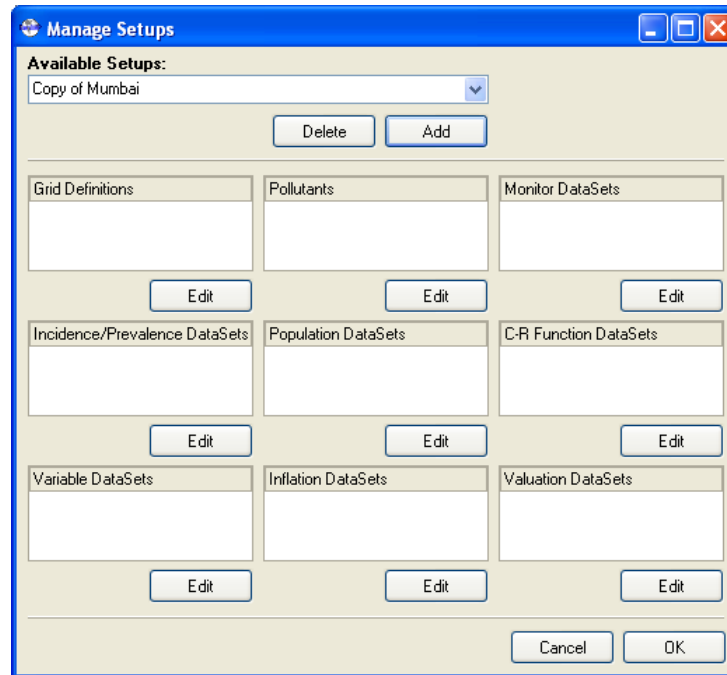 Manage Setups
Available Setups:
Copy of Mumbai
Delete Add
Grid Definitions Pollutants Monitor DataSets
Edit Edit Edit
Incidence/Prevalence DataSets Population DataSets C-R Function DataSets
Edit Edit Edit
Variable DataSets Inflation DataSets Valuation DataSets
Edit Edit Edit
Cancel OK